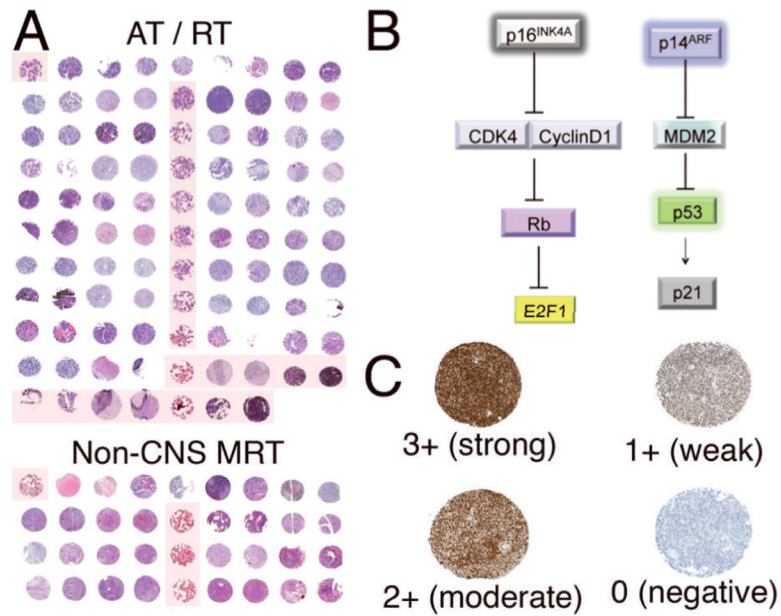 A
AT / RT
Non-CNS MRT
B
p16INK4A
p14ARF
CDK4
CyclinD1
MDM2
Rb
p53
E2F1
p21
C
3+ (strong)
1+ (weak)
2+ (moderate)
0 (negative)